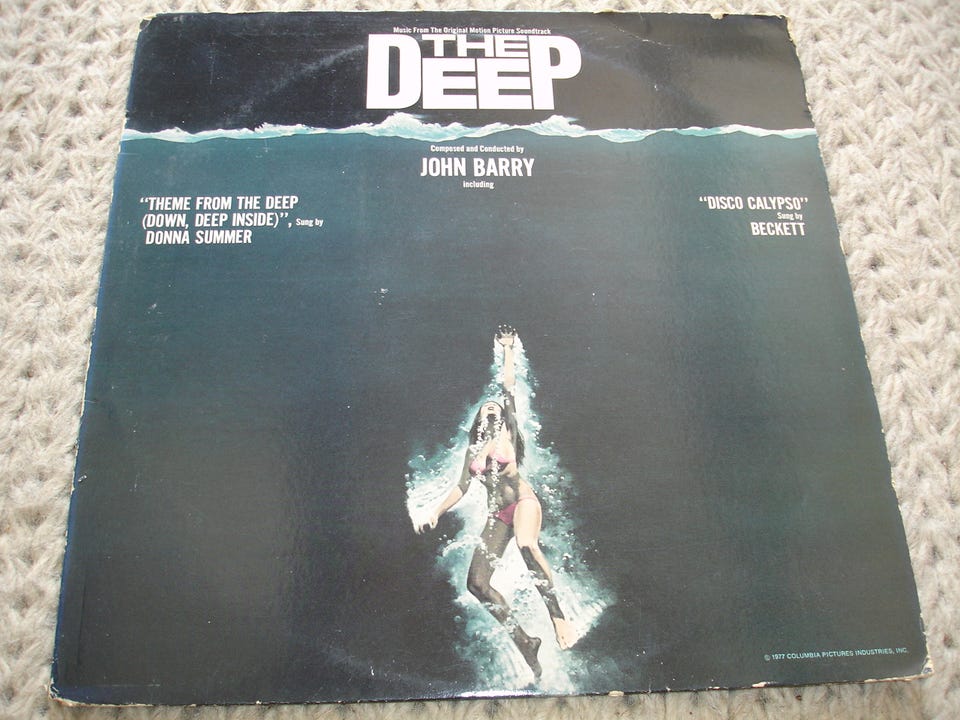 Music From The Original Motion Picture Soundtrack
THE
DEEP
Composed and Conducted by
JOHN BARRY
including
“THEME FROM THE DEEP
(DOWN, DEEP INSIDE)”, Sung by
DONNA SUMMER
“DISCO CALYPSO”
Sung by
BECKETT
© 1977 COLUMBIA PICTURES INDUSTRIES, INC.